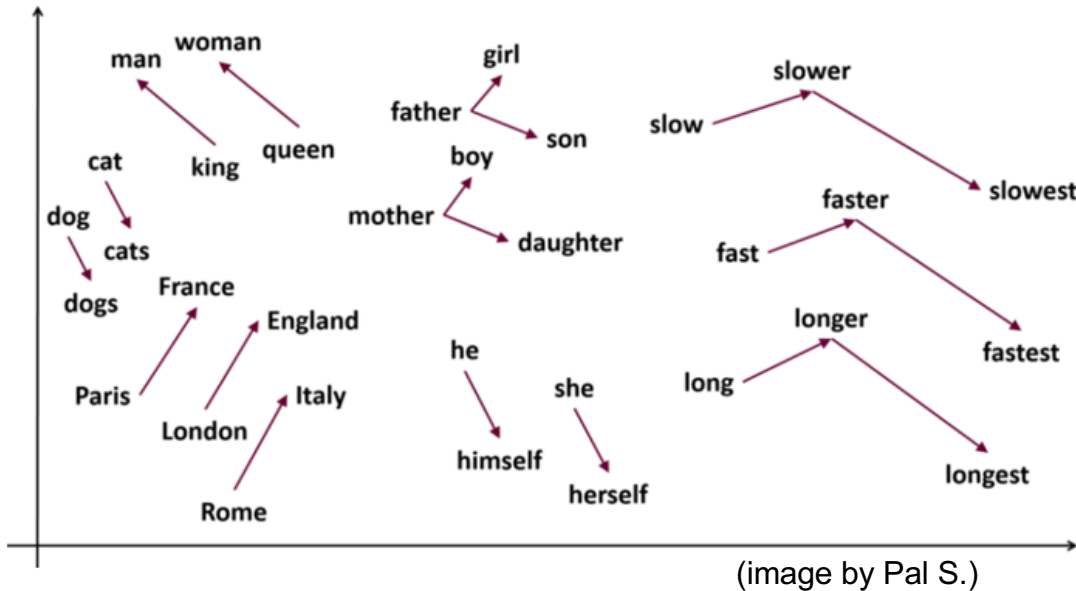 woman
man
king
queen
cat
cats
dog
dogs
France
Paris
England
London
Italy
Rome
girl
father
son
boy
mother
daughter
he
himself
she
herself
slower
slow
slowest
faster
fast
fastest
longer
long
longest
(image by Pal S.)